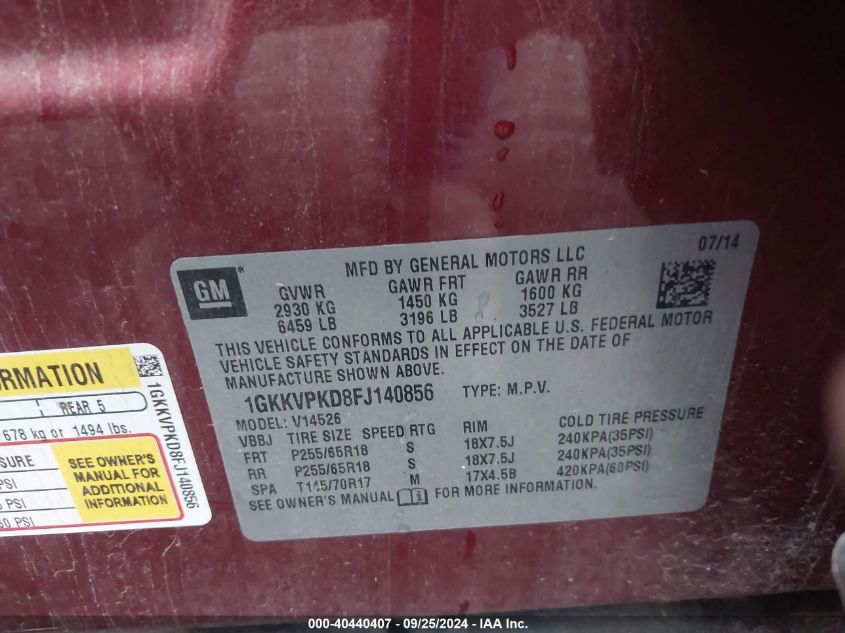 07/14
MFD BY GENERAL MOTORS LLC
GM
GVWR GAWR FRT GAWR RR
2930 KG 1450 KG 1600 KG
6459 LB 3196 LB 3527 LB
THIS VEHICLE CONFORMS TO ALL APPLICABLE U.S. FEDERAL MOTOR
VEHICLE SAFETY STANDARDS IN EFFECT ON THE DATE OF
MANUFACTURE SHOWN ABOVE.
1GKKVPKD8FJ140856 TYPE: M.P.V.
MODEL: V14526
VBBJ TIRE SIZE SPEED RTG RIM COLD TIRE PRESSURE
FRT P255/65R18 S 18X7.5J 240KPA(35PSI)
RR P255/65R18 S 18X7.5J 240KPA(35PSI)
SPA T145/70R17 M 17X4.5B 420KPA(60PSI)
SEE OWNER'S MANUAL FOR MORE INFORMATION.
RMATION
REAR 5
678 kg or 1494 lbs.
SURE
PSI
PSI
60 PSI
SEE OWNER'S
MANUAL FOR
ADDITIONAL
INFORMATION
1GKKVPKD8FJ140856
000-40440407 - 09/25/2024 - IAA Inc.